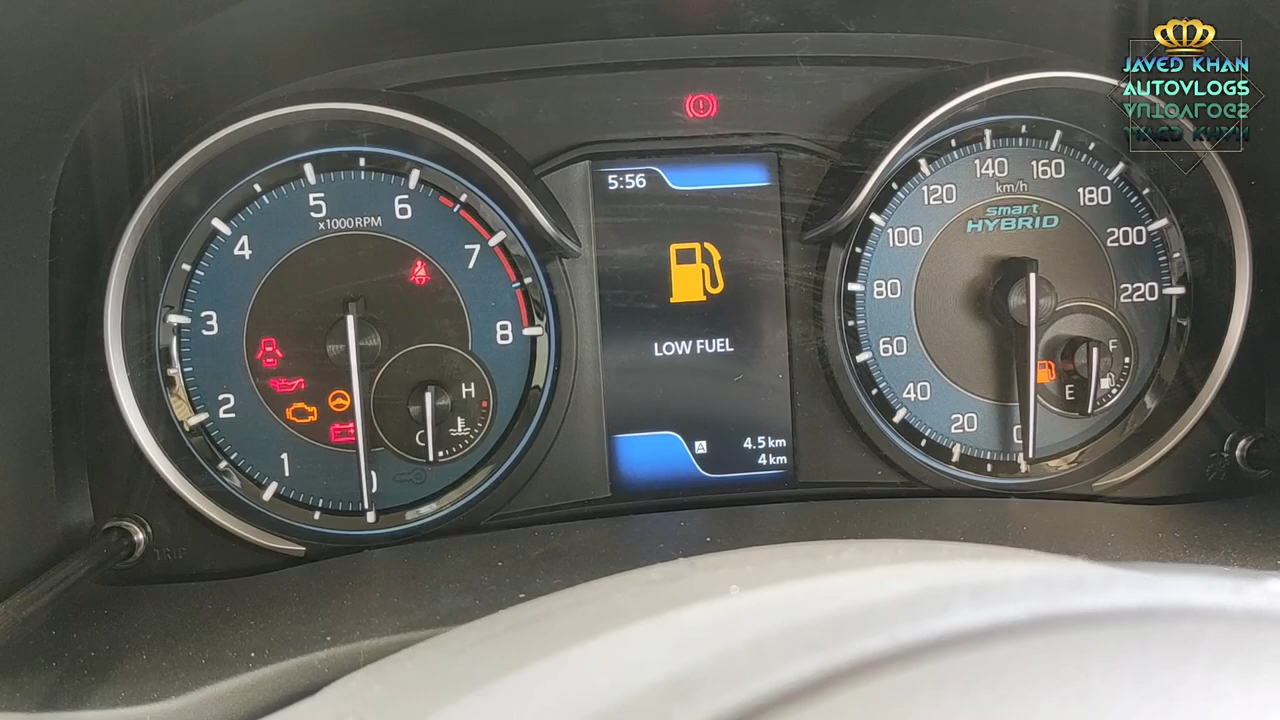 JAVED KHAN
AUTOVLOGS
5:56
LOW FUEL
A
4.5 km
4 km
x1000RPM
0
1
2
3
4
5
6
7
8
C
H
TRIP
km/h
smart
HYBRID
0
20
40
60
80
100
120
140
160
180
200
220
E
F